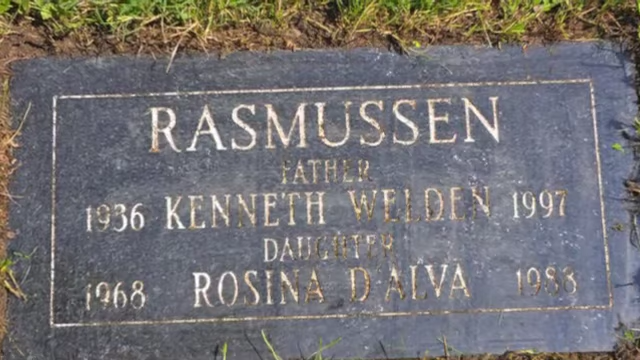 RASMUSSEN
FATHER
1936 KENNETH WELDEN 1997
DAUGHTER
1968 ROSINA D'ALVA 1988